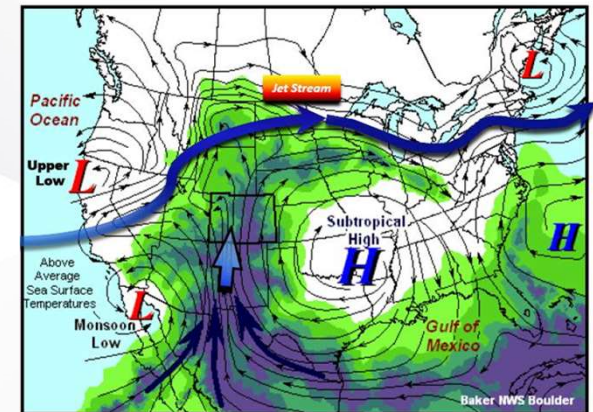 Jet Stream
L
Pacific
Ocean
Upper
Low
L
Subtropical
High
H
H
Above
Average
Sea Surface
Temperatures
L
Monsoon
Low
Gulf of
Mexico
Baker NWS Boulder